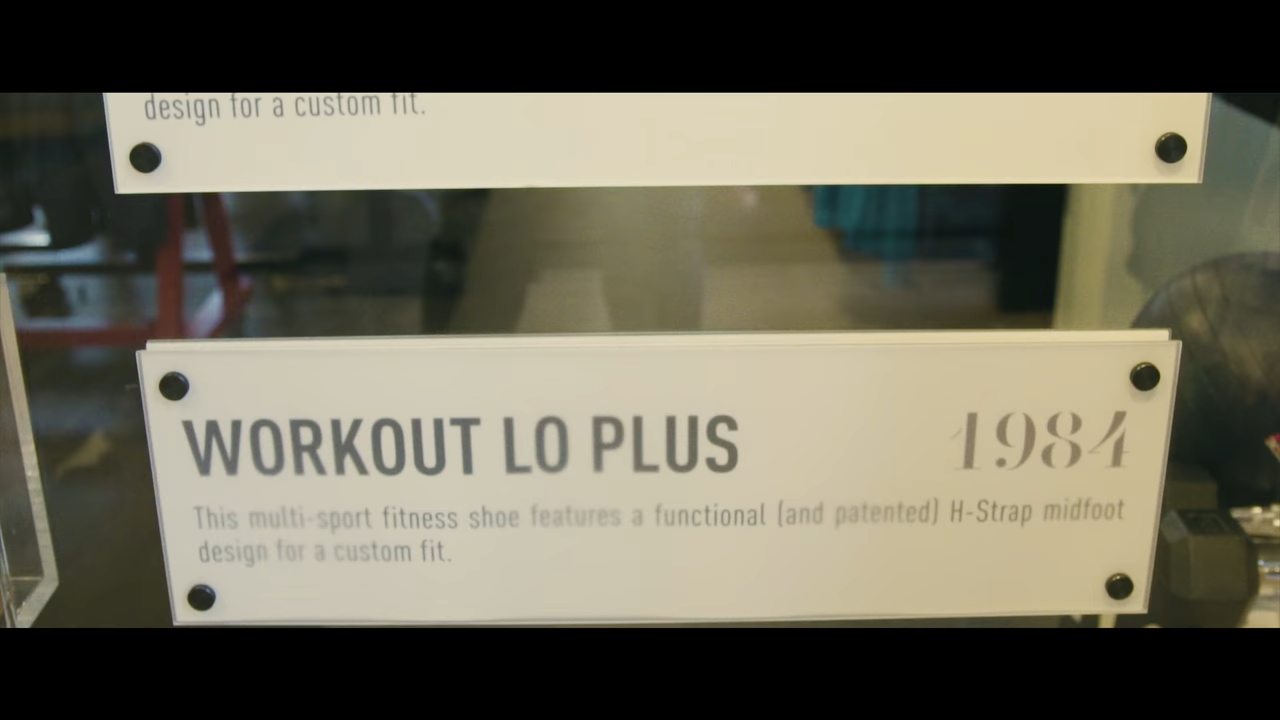 design for a custom fit.
WORKOUT LO PLUS 1984
This multi-sport fitness shoe features a functional (and patented) H-Strap midfoot
design for a custom fit.